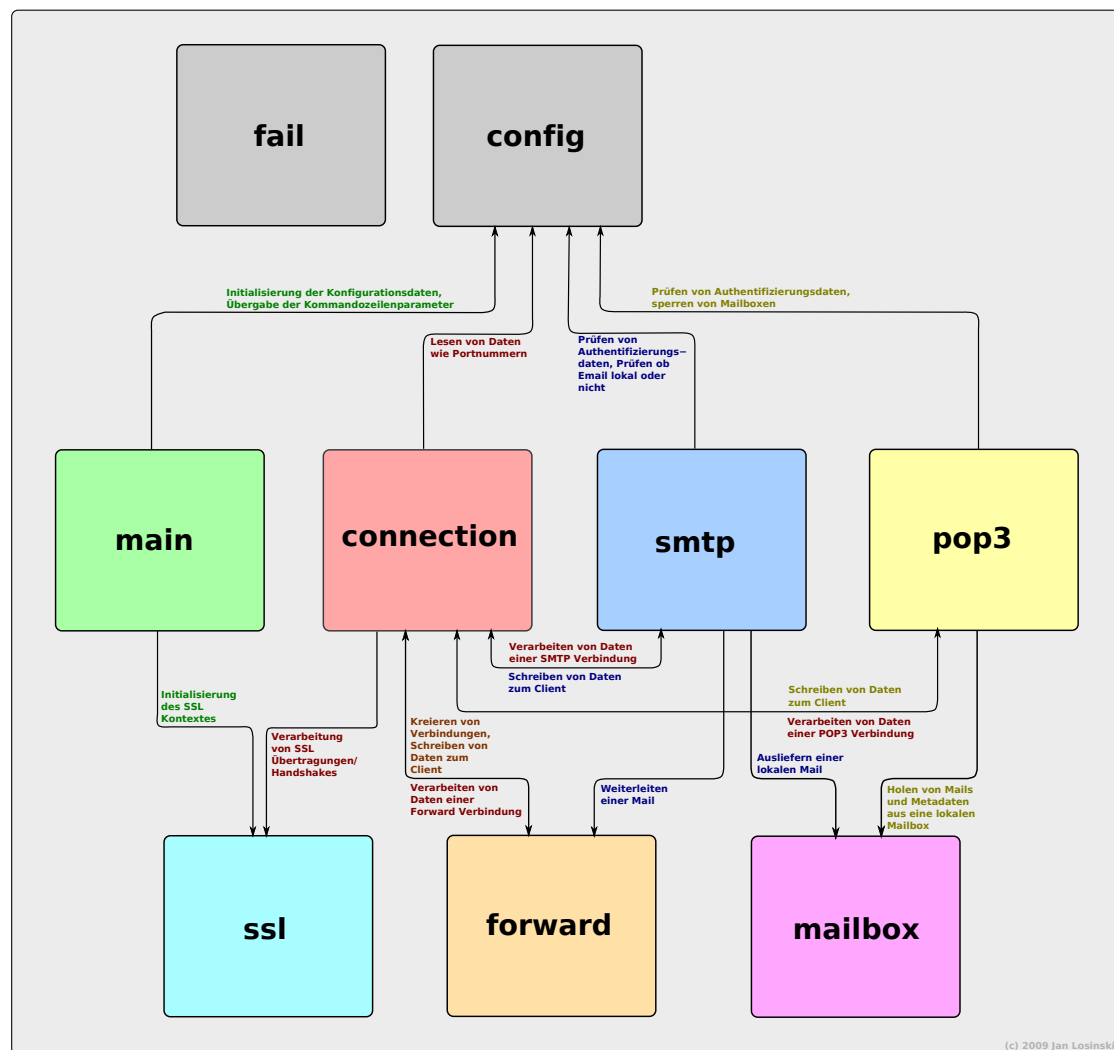 fail
config
Initialisierung der Konfigurationsdaten,
Übergabe der Kommandozeilenparameter
Prüfen von Authentifizierungsdaten,
sperren von Mailboxen
Lesen von Daten
wie Portnummern
Prüfen von
Authentifizierungs−
daten, Prüfen ob
Email lokal oder
nicht
main
connection
smtp
pop3
Verarbeiten von Daten
einer SMTP Verbindung
Schreiben von Daten
zum Client
Schreiben von Daten
zum Client
Verarbeiten von Daten
einer POP3 Verbindung
Initialisierung
des SSL
Kontextes
Verarbeitung
von SSL
Übertragungen/
Handshakes
Kreieren von
Verbindungen,
Schreiben von
Daten zum
Client
Verarbeiten von
Daten einer
Forward Verbindung
Weiterleiten
einer Mail
Ausliefern einer
lokalen Mail
Holen von Mails
und Metadaten
aus eine lokalen
Mailbox
ssl
forward
mailbox
(c) 2009 Jan Losinski